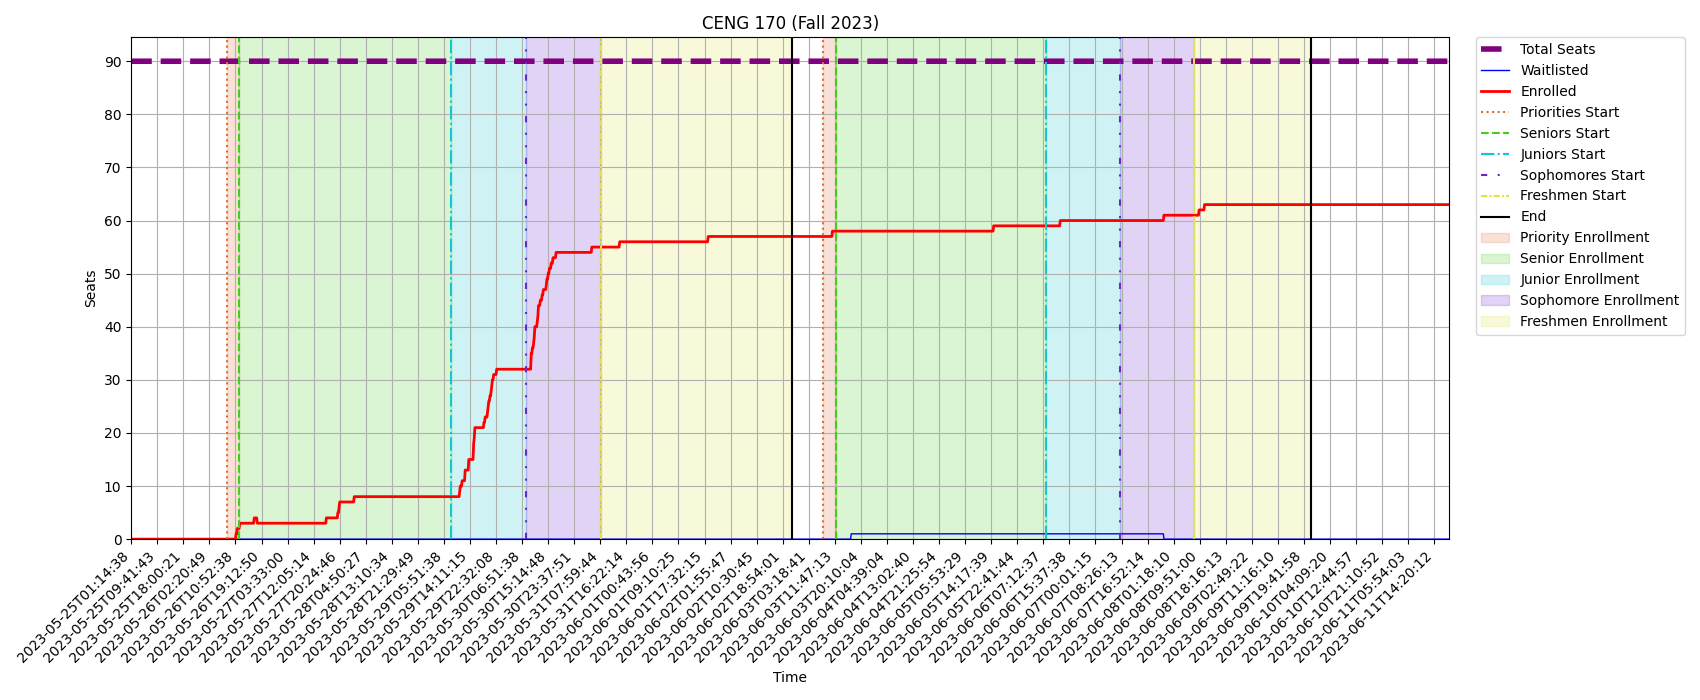 CENG 170 (Fall 2023)
Seats
90
80
70
60
50
40
30
20
10
0
2023-05-25T01:14:38
2023-05-25T09:41:43
2023-05-25T18:00:21
2023-05-26T02:20:49
2023-05-26T10:52:38
2023-05-26T19:12:50
2023-05-27T03:33:00
2023-05-27T12:05:14
2023-05-27T20:24:46
2023-05-28T04:50:27
2023-05-28T13:10:34
2023-05-28T21:29:49
2023-05-29T05:51:38
2023-05-29T14:11:15
2023-05-29T22:32:08
2023-05-30T06:51:38
2023-05-30T15:14:48
2023-05-30T23:37:51
2023-05-31T07:59:44
2023-05-31T16:22:14
2023-06-01T00:43:56
2023-06-01T09:10:25
2023-06-01T17:32:15
2023-06-02T01:55:47
2023-06-02T10:30:45
2023-06-02T18:54:01
2023-06-03T03:18:41
2023-06-03T11:47:13
2023-06-03T20:10:04
2023-06-04T04:39:04
2023-06-04T13:02:40
2023-06-04T21:25:54
2023-06-05T05:53:29
2023-06-05T14:17:39
2023-06-05T22:41:44
2023-06-06T07:12:37
2023-06-06T15:37:38
2023-06-07T00:01:15
2023-06-07T08:26:13
2023-06-07T16:52:14
2023-06-08T01:18:10
2023-06-08T09:51:00
2023-06-08T18:16:13
2023-06-09T02:49:22
2023-06-09T11:16:10
2023-06-09T19:41:58
2023-06-10T04:09:20
2023-06-10T12:44:57
2023-06-10T21:10:52
2023-06-11T05:54:03
2023-06-11T14:20:12
Time
Total Seats
Waitlisted
Enrolled
Priorities Start
Seniors Start
Juniors Start
Sophomores Start
Freshmen Start
End
Priority Enrollment
Senior Enrollment
Junior Enrollment
Sophomore Enrollment
Freshmen Enrollment